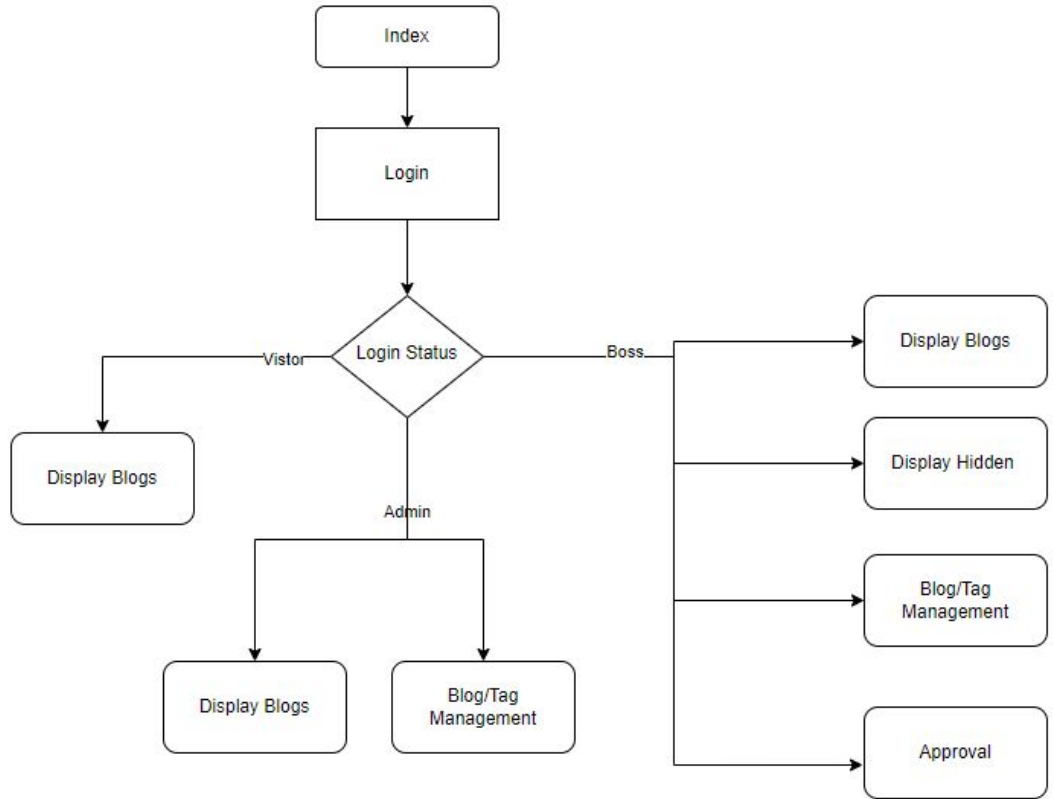 Index
Login
Login Status
Vistor
Boss
Display Blogs
Display Hidden
Display Blogs
Admin
Blog/Tag
Management
Display Blogs
Blog/Tag
Management
Approval